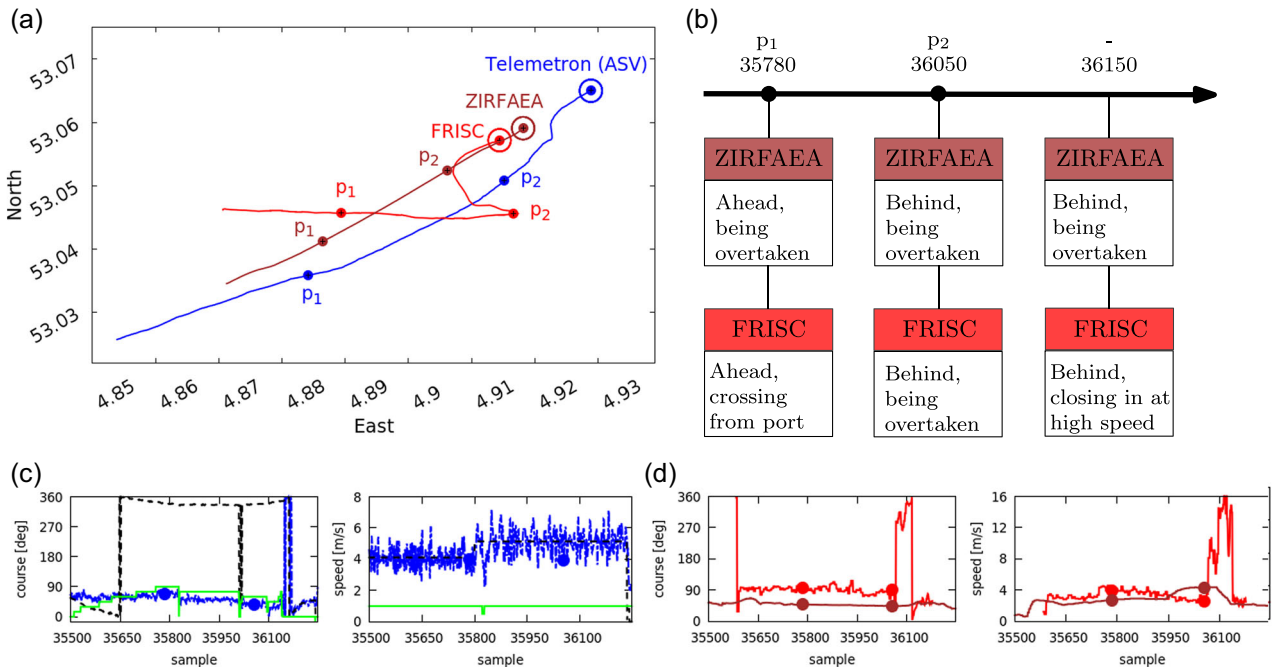 (a)
53.07
53.06
53.05
53.04
53.03
North
Telemetron (ASV)
ZIRFAEA
FRISC
p2
p1
p2
p1
p2
p1
4.85
4.86
4.87
4.88
4.89
4.9
4.91
4.92
4.93
East
(b)
p1
p2
-
35780
36050
36150
ZIRFAEA
ZIRFAEA
ZIRFAEA
Ahead,
being
overtaken
Behind,
being
overtaken
Behind,
being
overtaken
FRISC
FRISC
FRISC
Ahead,
crossing
from port
Behind,
being
overtaken
Behind,
closing in at
high speed
(c)
course [deg]
360
270
180
90
0
35500
35650
35800
35950
36100
sample
speed [m/s]
8
6
4
2
0
35500
35650
35800
35950
36100
sample
(d)
course [deg]
360
270
180
90
0
35500
35650
35800
35950
36100
sample
speed [m/s]
16
12
8
4
0
35500
35650
35800
35950
36100
sample